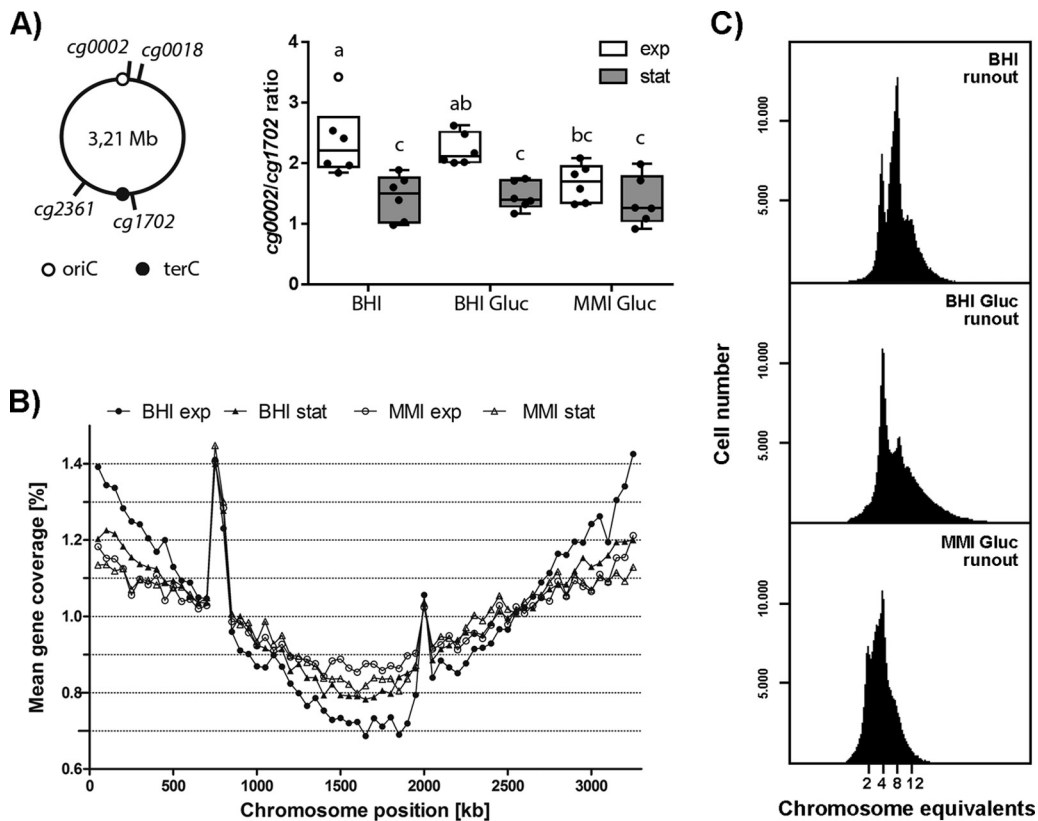 A)
cg0002
cg0018
3,21 Mb
cg2361
cg1702
oriC
terC
cg0002/cg1702 ratio
4
3
2
1
0
a
c
ab
c
bc
c
exp
stat
BHI
BHI Gluc
MMI Gluc
B)
BHI exp
BHI stat
MMI exp
MMI stat
Mean gene coverage [%]
1.4
1.2
1.0
0.8
0.6
0
500
1000
1500
2000
2500
3000
Chromosome position [kb]
C)
BHI
runout
10.000
5.000
BHI Gluc
runout
10.000
5.000
MMI Gluc
runout
10.000
5.000
Cell number
2 4 8 12
Chromosome equivalents